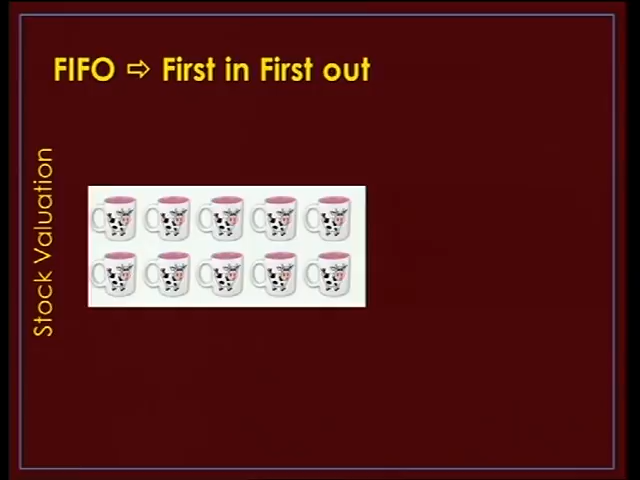 FIFO ⇨ First in First out
Stock Valuation